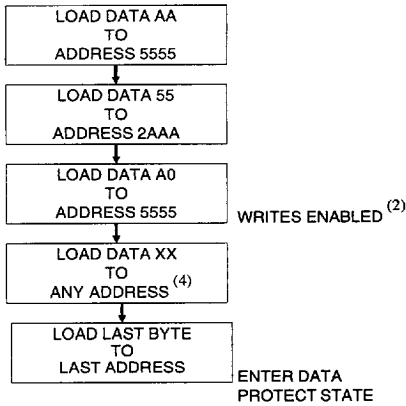 LOAD DATA AA
TO
ADDRESS 5555
LOAD DATA 55
TO
ADDRESS 2AAA
LOAD DATA A0
TO
ADDRESS 5555
WRITES ENABLED (2)
LOAD DATA XX
TO
ANY ADDRESS (4)
LOAD LAST BYTE
TO
LAST ADDRESS
ENTER DATA
PROTECT STATE